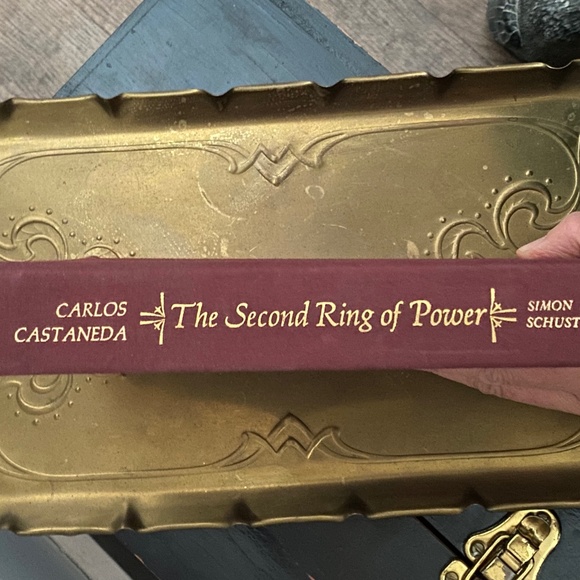 CARLOS
CASTANEDA
The Second Ring of Power
SIMON
SCHUST